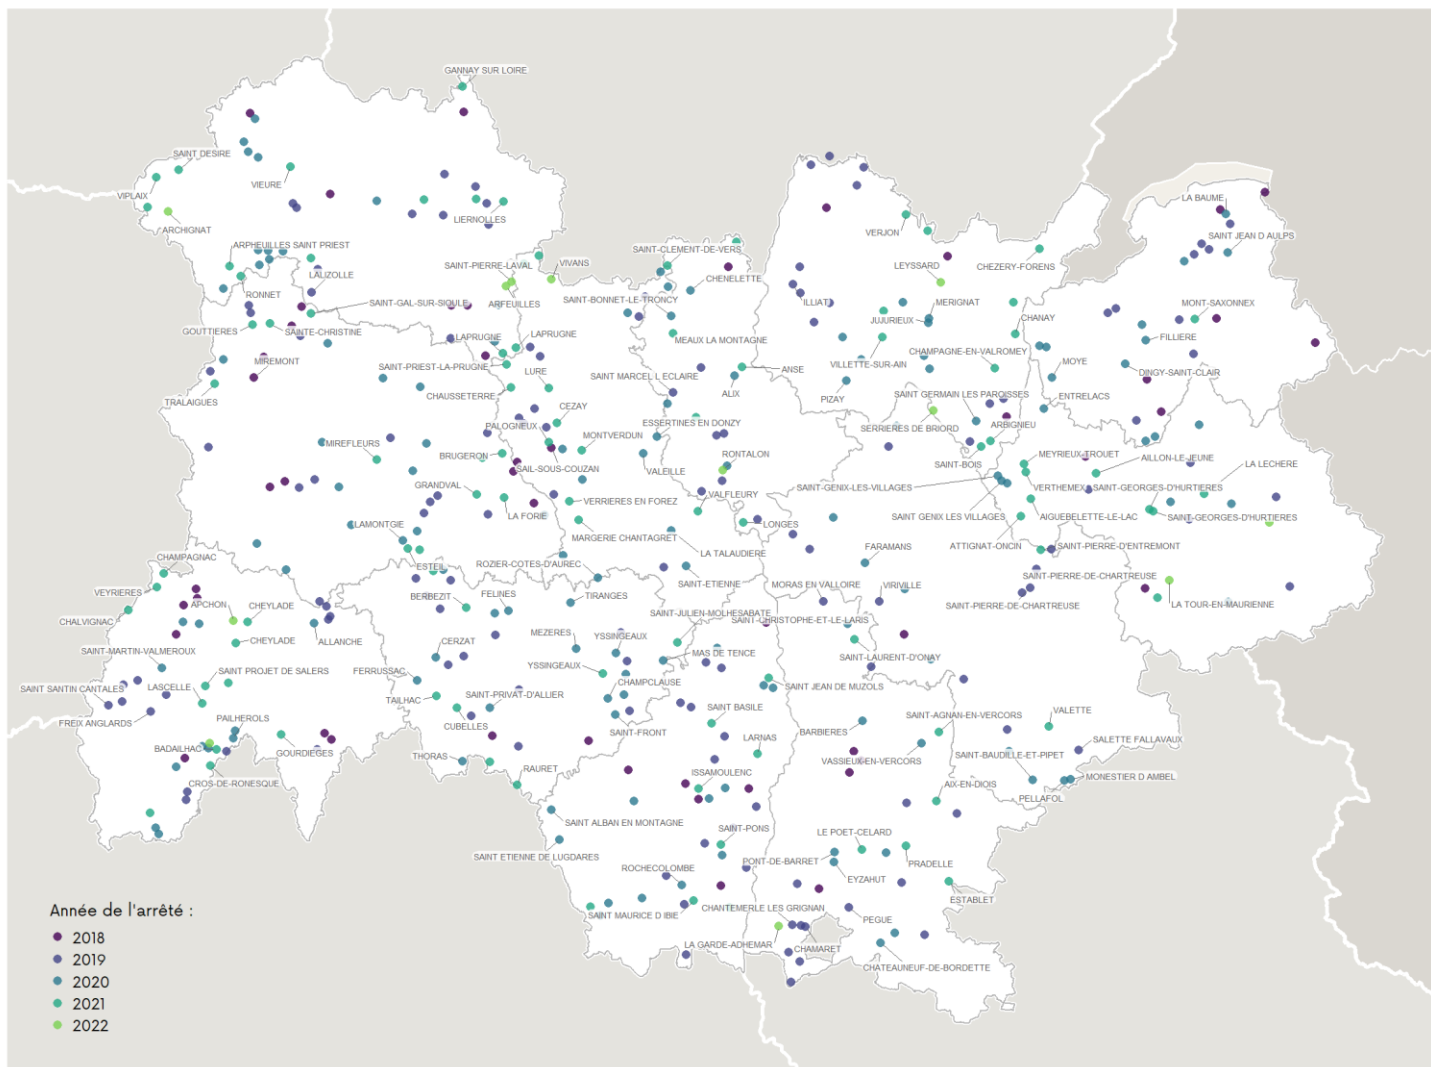 GANNAY SUR LOIRE
SAINT DESIRE
VIEURE
VIPLAIX
LIERNOLLES
ARCHIGNAT
LA BAUME
SAINT JEAN D AULPS
VERJON
ARPHEUILLES SAINT PRIEST
SAINT-CLEMENT-DE-VERS
LEYSSARD
CHEZERY-FORENS
SAINT-PIERRE-LAVAL
VIVANS
LALIZOLLE
CHENELETTE
RONNET
SAINT-GAL-SUR-SIOULE
ARFEUILLES
SAINT-BONNET-LE-TRONCY
ILLIAT
MERIGNAT
MONT-SAXONNEX
JUJURIEUX
CHANAY
GOUTTIERES
SAINTE-CHRISTINE
LAPRUGNE
LAPRUGNE
MEAUX LA MONTAGNE
FILLIERE
CHAMPAGNE-EN-VALROMEY
MOYE
MIREMONT
SAINT-PRIEST-LA-PRUGNE
LURE
VILLETTE-SUR-AIN
ANSE
SAINT MARCEL L ECLAIRE
DINGY-SAINT-CLAIR
TRALAIGUES
CHAUSSETERRE
ALIX
PIZAY
SAINT GERMAIN LES PAROISSES
ENTRELACS
CEZAY
ESSERTINES EN DONZY
PALOGNEUX
SERRIERES DE BRIORD
ARBIGNIEU
MIREFLEURS
MONTVERDUN
BRUGERON
RONTALON
SAINT-BOIS
MEYRIEUX-TROUET
AILLON-LE-JEUNE
LA LECHERE
SAIL-SOUS-COUZAN
VALEILLE
SAINT-GENIX-LES-VILLAGES
VERTHEMEX
SAINT-GEORGES-D'HURTIERES
GRANDVAL
VALFLEURY
VERRIERES EN FOREZ
LA FORIE
SAINT GENIX LES VILLAGES
AIGUEBELETTE-LE-LAC
SAINT-GEORGES-D'HURTIERES
LAMONTGIE
LONGES
MARGERIE CHANTAGRET
LA TALAUDIERE
ATTIGNAT-ONCIN
SAINT-PIERRE-D'ENTREMONT
CHAMPAGNAC
ESTEIL
ROZIER-COTES-D'AUREC
FARAMANS
SAINT-PIERRE-DE-CHARTREUSE
VEYRIERES
SAINT-ETIENNE
MORAS EN VALLOIRE
VIRIVILLE
APCHON
CHEYLADE
BERBEZIT
FELINES
TIRANGES
SAINT-PIERRE-DE-CHARTREUSE
LA TOUR-EN-MAURIENNE
CHALVIGNAC
SAINT-JULIEN-MOLHESABATE
SAINT-CHRISTOPHE-ET-LE-LARIS
CHEYLADE
ALLANCHE
CERZAT
MEZERES
YSSINGEAUX
SAINT-MARTIN-VALMEROUX
MAS DE TENCE
SAINT-LAURENT-D'ONAY
SAINT PROJET DE SALERS
FERRUSSAC
YSSINGEAUX
SAINT SANTIN CANTALES
LASCELLE
CHAMPCLAUSE
SAINT JEAN DE MUZOLS
TAILHAC
SAINT-PRIVAT-D'ALLIER
FREIX ANGLARDS
PAILHEROLS
CUBELLES
SAINT-FRONT
SAINT BASILE
VALETTE
SAINT-AGNAN-EN-VERCORS
BARBIERES
LARNAS
BADAILHAC
GOURDIEGES
SALETTE FALLAVAUX
THORAS
SAINT-BAUDILLE-ET-PIPET
VASSIEUX-EN-VERCORS
RAURET
ISSAMOULENC
MONESTIER D AMBEL
CROS-DE-RONESQUE
AIX-EN-DIOIS
PELLAFOL
SAINT ALBAN EN MONTAGNE
SAINT-PONS
LE POET-CELARD
SAINT ETIENNE DE LUGDARES
PONT-DE-BARRET
PRADELLE
ROCHECOLOMBE
EYZAHUT
ESTABLET
CHANTEMERLE LES GRIGNAN
SAINT MAURICE D IBIE
PEGUE
LA GARDE-ADHEMAR
CHAMARET
CHATEAUNEUF-DE-BORDETTE
Année de l'arrêté :
2018
2019
2020
2021
2022